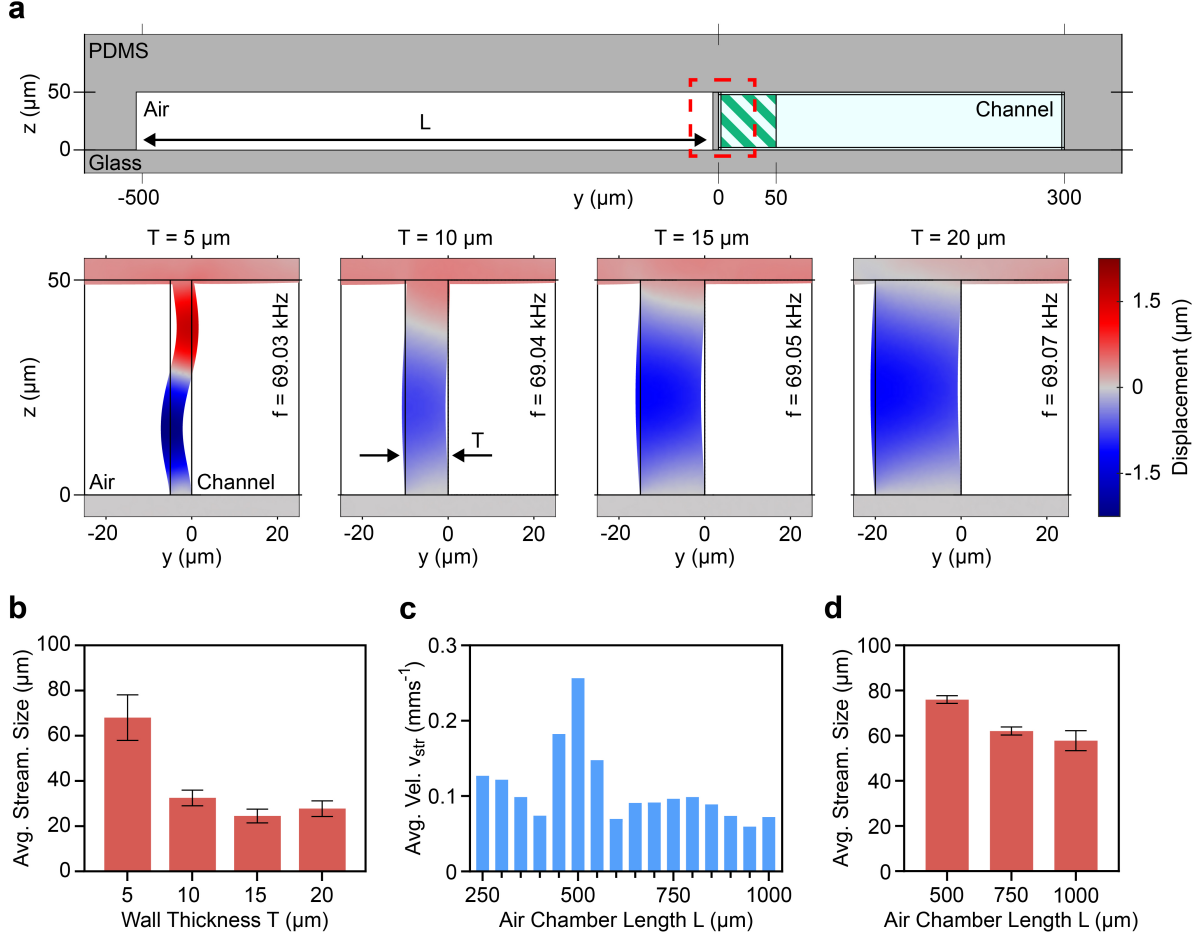 a
PDMS
z (µm)
50
0
Air
L
Channel
Glass
-500
y (µm)
0
50
300
T = 5 µm
T = 10 µm
T = 15 µm
T = 20 µm
50
z (µm)
0
f = 69.03 kHz
Air
Channel
f = 69.04 kHz
T
f = 69.05 kHz
f = 69.07 kHz
1.5
0
-1.5
Displacement (µm)
-20
0
20
-20
0
20
-20
0
20
-20
0
20
y (µm)
y (µm)
y (µm)
y (µm)
b
Avg. Stream. Size (µm)
100
80
60
40
20
0
5
10
15
20
Wall Thickness T (µm)
c
Avg. Vel. vstr (mms-1)
0.3
0.2
0.1
0
250
500
750
1000
Air Chamber Length L (µm)
d
Avg. Stream. Size (µm)
100
80
60
40
20
0
500
750
1000
Air Chamber Length L (µm)